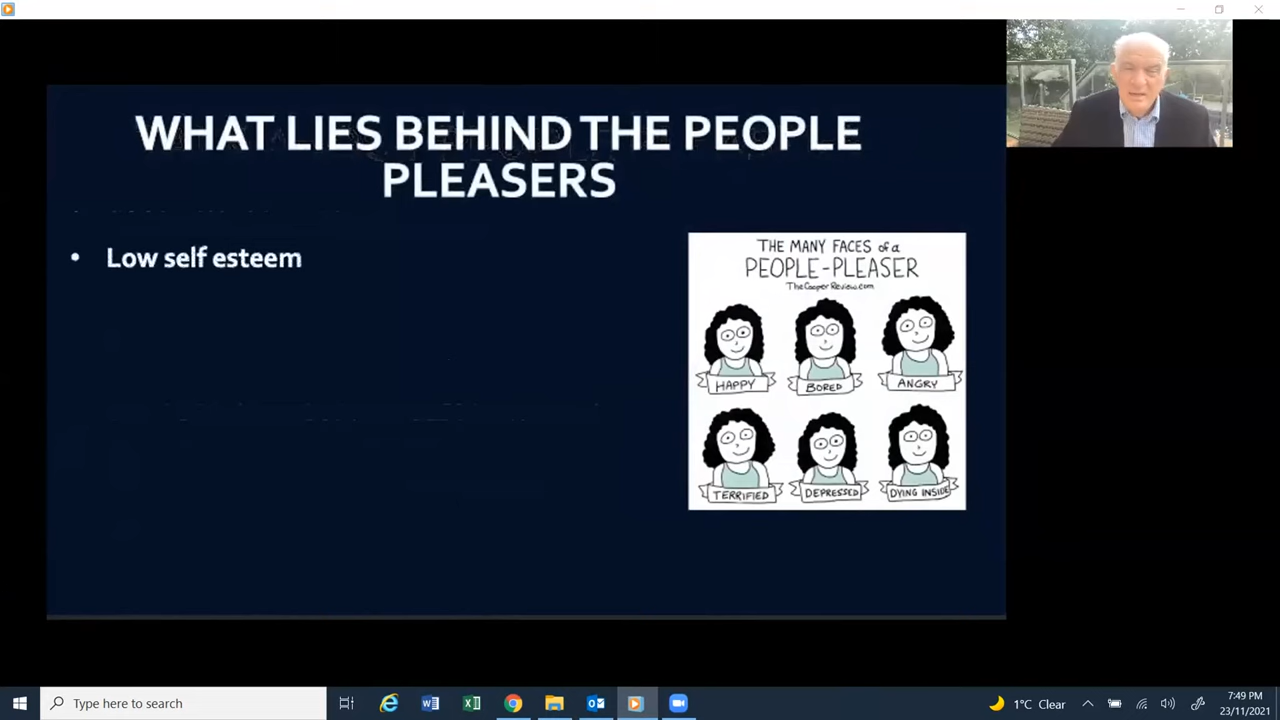 WHAT LIES BEHIND THE PEOPLE
PLEASERS
• Low self esteem
THE MANY FACES of a
PEOPLE-PLEASER
TheCooperReview.com
HAPPY
BORED
ANGRY
TERRIFIED
DEPRESSED
DYING INSIDE
Type here to search
1°C Clear
7:49 PM
23/11/2021